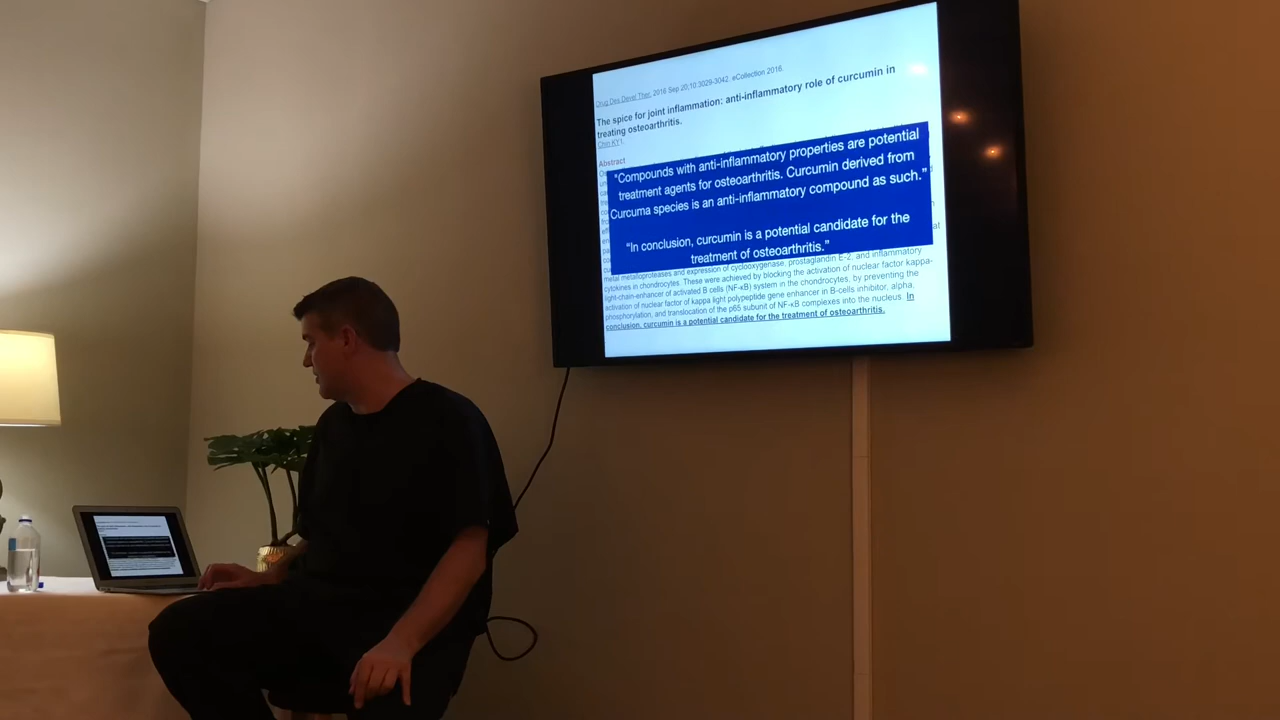 Drug Des Devel Ther. 2016 Sep 20;10:3029-3042. eCollection 2016.
The spice for joint inflammation: anti-inflammatory role of curcumin in
treating osteoarthritis.
Chin KY1.
Abstract
"Compounds with anti-inflammatory properties are potential
treatment agents for osteoarthritis. Curcumin derived from
Curcuma species is an anti-inflammatory compound as such."
"In conclusion, curcumin is a potential candidate for the
treatment of osteoarthritis."
metal metalloproteases and expression of cyclooxygenase, prostaglandin E-2, and inflammatory
cytokines in chondrocytes. These were achieved by blocking the activation of nuclear factor kappa-
light-chain-enhancer of activated B cells (NF-κB) system in the chondrocytes, by preventing the
activation of nuclear factor of kappa light polypeptide gene enhancer in B-cells inhibitor, alpha,
phosphorylation, and translocation of the p65 subunit of NF-κB complexes into the nucleus. In
conclusion, curcumin is a potential candidate for the treatment of osteoarthritis.